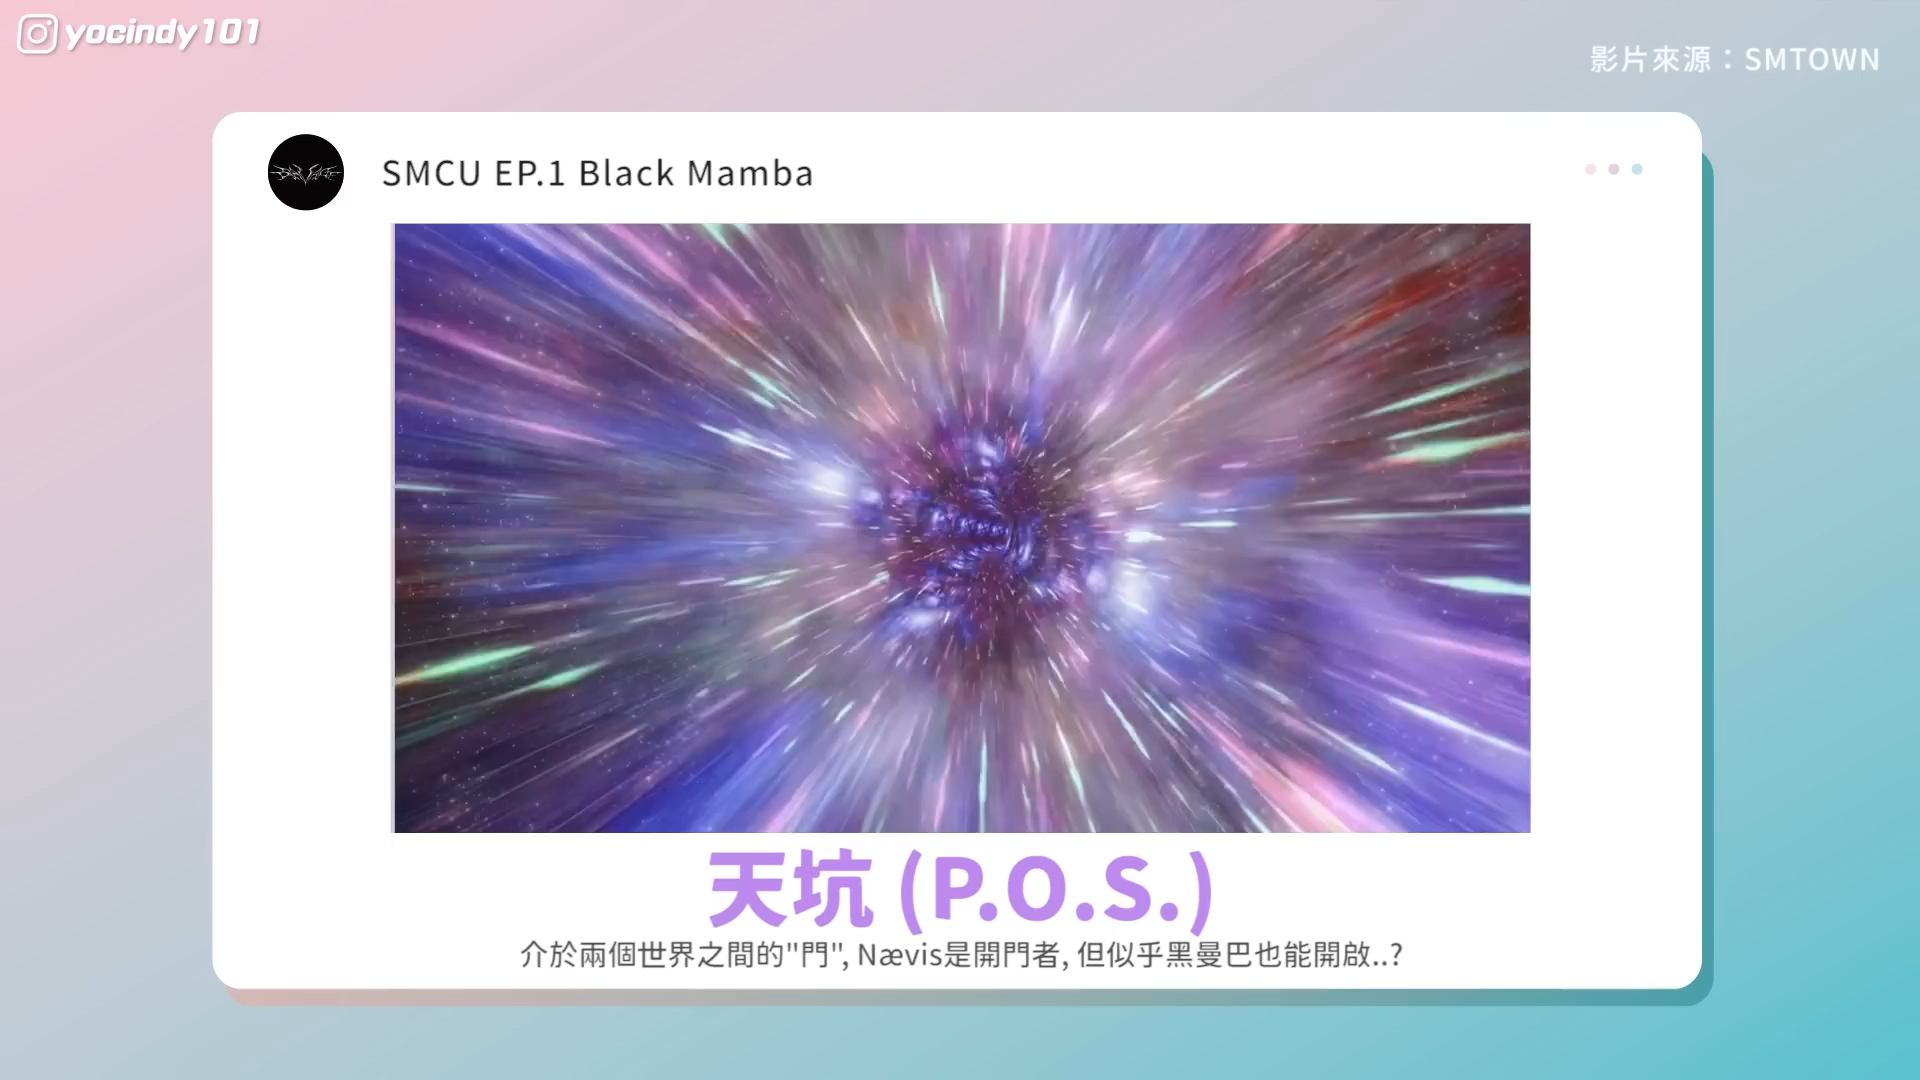 yocindy101
影片來源：SMTOWN
SMCU EP.1 Black Mamba
天坑 (P.O.S.)
介於兩個世界之間的"門", Nævis是開門者, 但似乎黑曼巴也能開啟..?